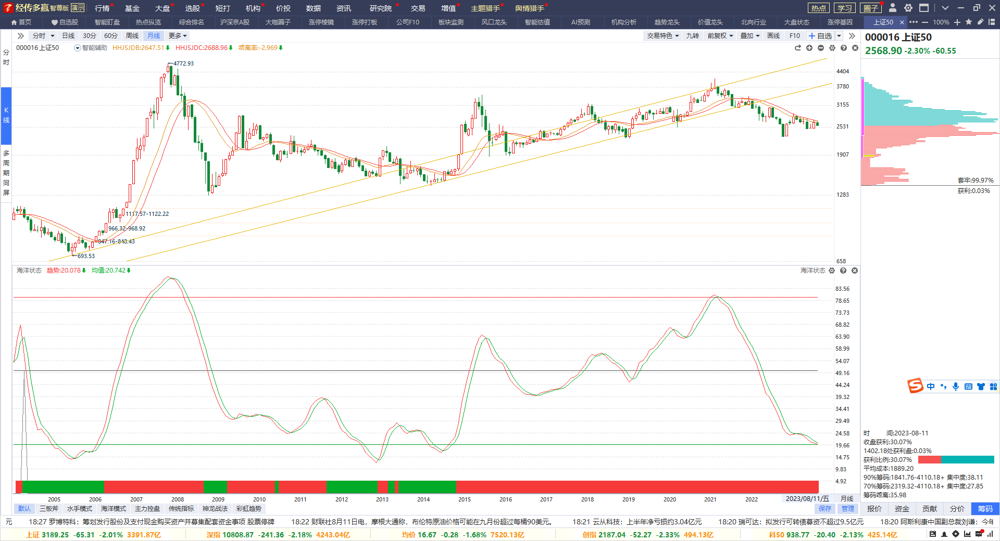 经传多赢 智尊版 演示 行情 基金 大盘 选股 短打 机构 价投 数据 资讯 研究院 交易 增值 主题猎手 舆情猎手 热点 学习 圈子
首页 自选股 智能盯盘 热点纵览 综合排名 沪深京A股 大咖圈子 涨停棱镜 涨停打板 公司F10 板块监测 风口龙头 智能估值 AI预测 机构分析 趋势龙头 价值龙头 北向行业 大盘状态 涨停基因 上证50 × ••• — 100% +
分时 日线 30分 60分 周线 月线 更多 交易特色 九转 前复权 叠加 画线 F10 +自选
000016 上证50 智能辅助 HHJSJDB:2647.51 HHJSJDC:2688.96 乖离率:-2.969
000016 上证50
2568.90 -2.30% -60.55
分时
K线
多周期同屏
4772.93
1117.57-1122.22
966.32-968.92
847.16-848.43
693.53
4404
3780
3155
2531
1907
1283
658
套牢:99.97%
获利:0.03%
海洋状态 趋势:20.078 均值:20.742 海洋状态
83.56
78.65
73.73
68.82
63.90
58.99
54.07
49.16
44.24
39.32
34.41
29.49
24.58
19.66
14.75
9.83
4.92
中
时 间:2023-08-11
收盘获利:30.07%
1402.18处获利盘:0.03%
获利比例:30.07%
平均成本:1889.20
90%筹码:1841.76-4110.18+ 集中度:38.11
70%筹码:2319.32-4110.18+ 集中度:27.85
筹码乖离:35.98
2005 2006 2007 2008 2009 2010 2011 2012 2013 2014 2015 2016 2017 2018 2019 2020 2021 2022 2023/08/11/五 月线
默认 三板斧 水手模式 海洋模式 主力控盘 传统指标 神龙战法 彩虹趋势 保存 管理 报价 资金 贡献 分价 筹码
元 18:27 罗博特科：筹划发行股份及支付现金购买资产并募集配套资金事项 股票停牌 18:22 财联社8月11日电，摩根大通称，布伦特原油价格可能在九月份超过每桶90美元。 18:21 云从科技：上半年净亏损约3.04亿元 18:20 瑞可达：拟发行可转债募资不超过9.5亿元 18:20 阿斯利康中国副总裁刘谦：今年
上证 3189.25 -65.31 -2.01% 3391.87亿 深指 10808.87 -241.36 -2.18% 4243.04亿 均价 16.67 -0.28 -1.68% 7520.13亿 创指 2187.04 -52.27 -2.33% 494.13亿 科50 938.77 -20.40 -2.13% 425.14亿